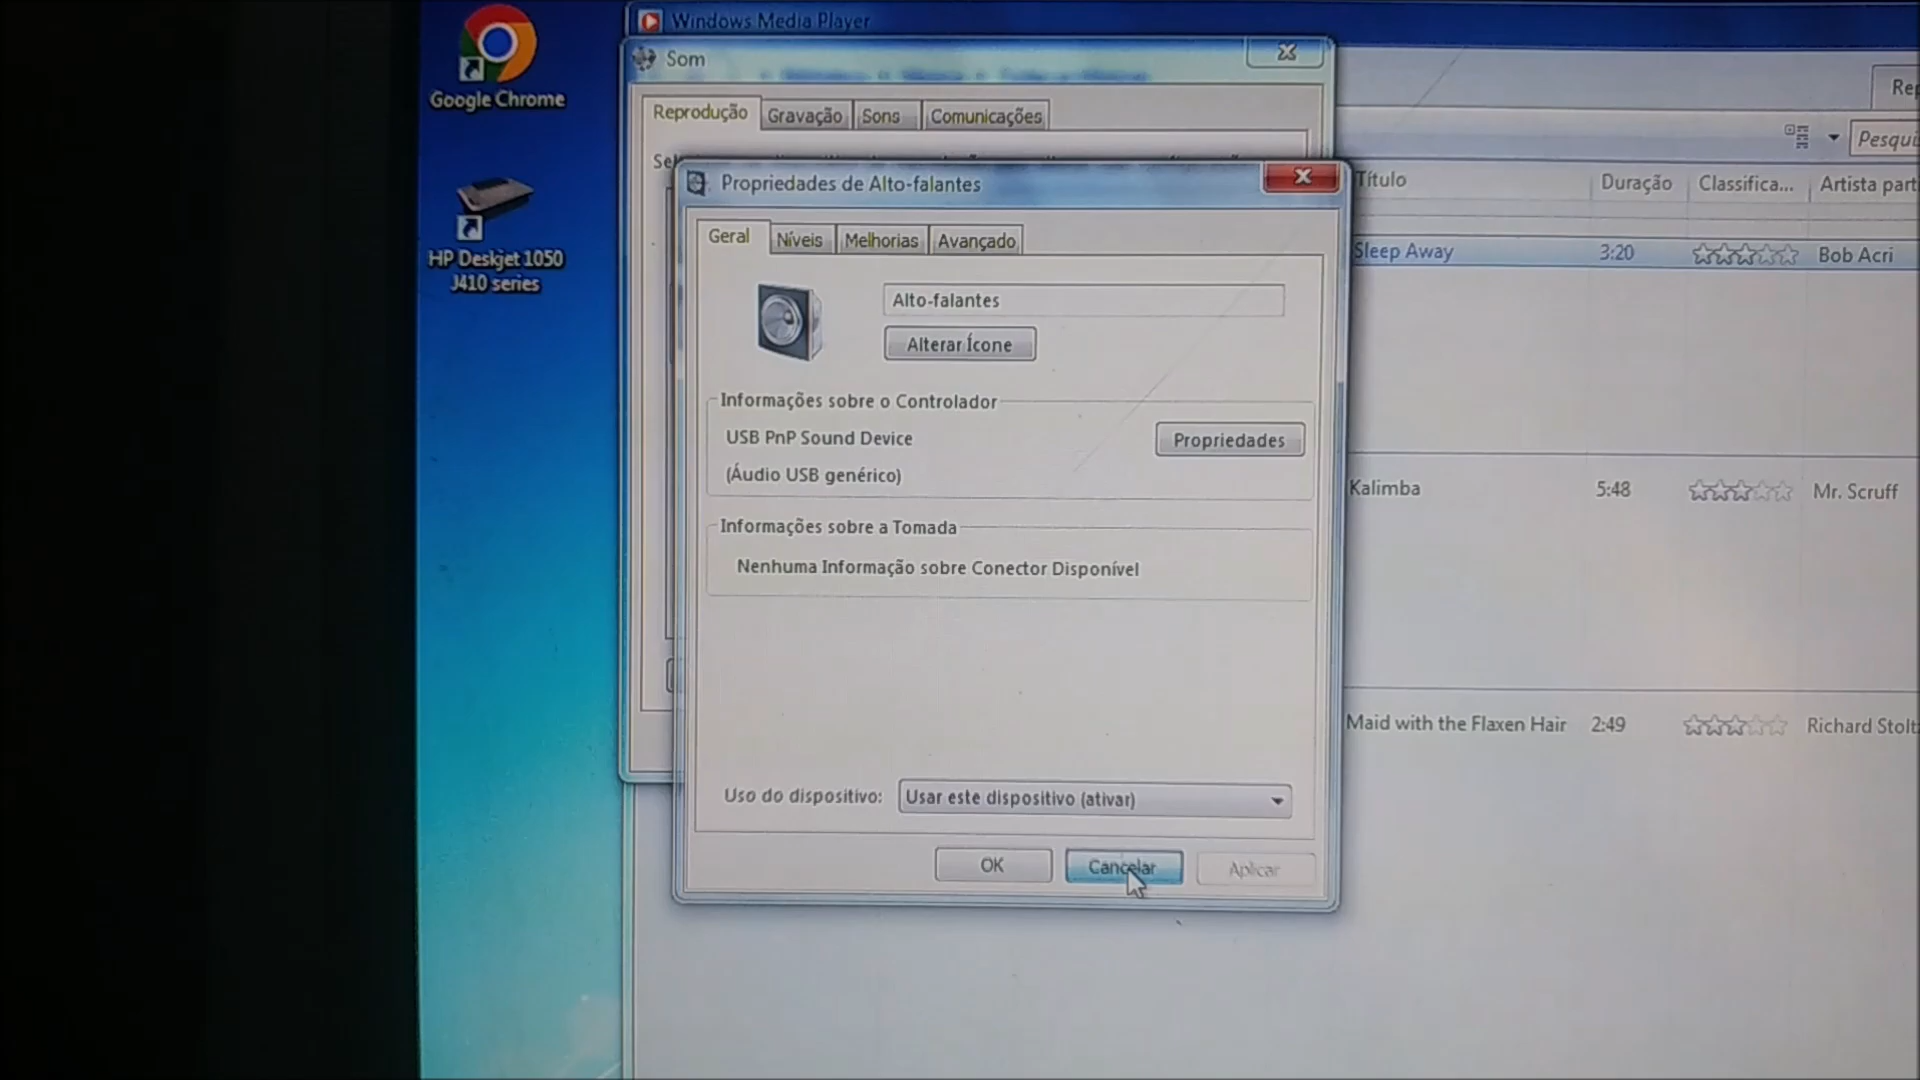 Windows Media Player
Som
Google Chrome
Reprodução
Gravação
Sons
Comunicações
Propriedades de Alto-falantes
Geral
Níveis
Melhorias
Avançado
Alto-falantes
Alterar Ícone
Informações sobre o Controlador
USB PnP Sound Device
Propriedades
(Áudio USB genérico)
Informações sobre a Tomada
Nenhuma Informação sobre Conector Disponível
Uso do dispositivo:
Usar este dispositivo (ativar)
OK
Cancelar
Aplicar
HP Deskjet 1050
J410 series
Título
Duração
Classifica...
Artista part
Sleep Away
3:20
Bob Acri
Kalimba
5:48
Mr. Scruff
Maid with the Flaxen Hair
2:49
Richard Stolt
Rep
Pesqui